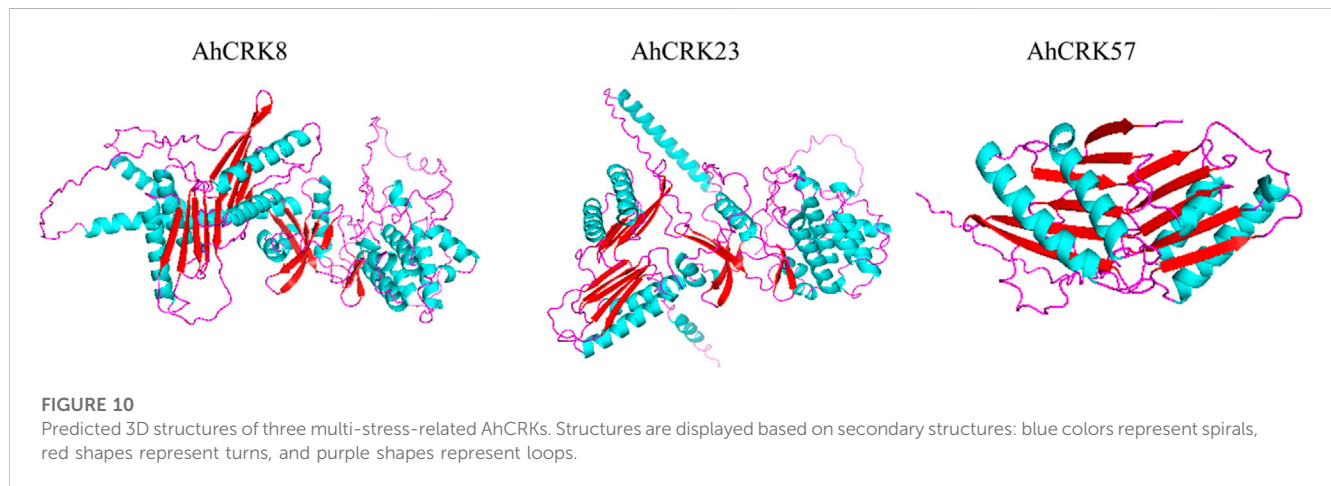 AhCRK8
AhCRK23
AhCRK57
FIGURE 10
Predicted 3D structures of three multi-stress-related AhCRKs. Structures are displayed based on secondary structures: blue colors represent spirals,
red shapes represent turns, and purple shapes represent loops.